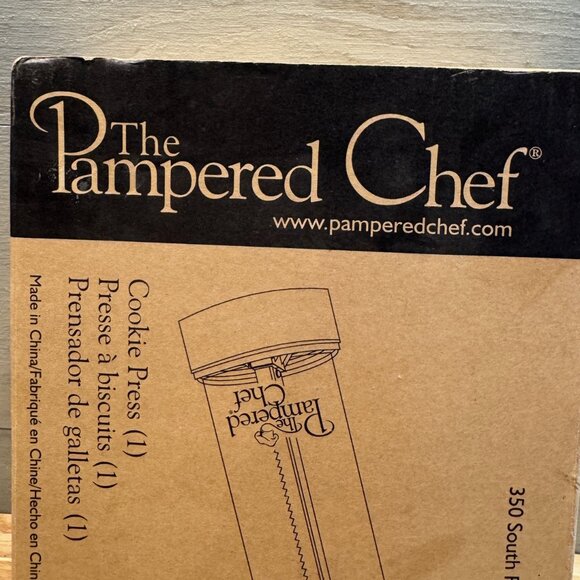 The
Pampered Chef®
www.pamperedchef.com
Cookie Press (1)
Presse à biscuits (1)
Prensador de galletas (1)
Made in China/Fabriqué en Chine/Hecho en
The
Pampered
Chef
350 South